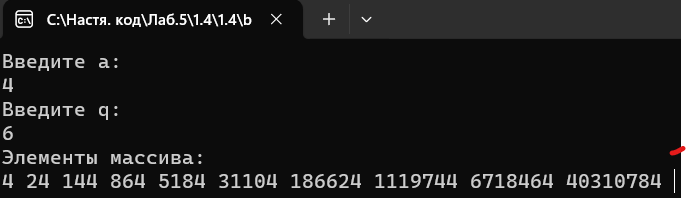 C:\Настя. код\Лаб.5\1.4\1.4\b
Введите a:
4
Введите q:
6
Элементы массива:
4 24 144 864 5184 31104 186624 1119744 6718464 40310784